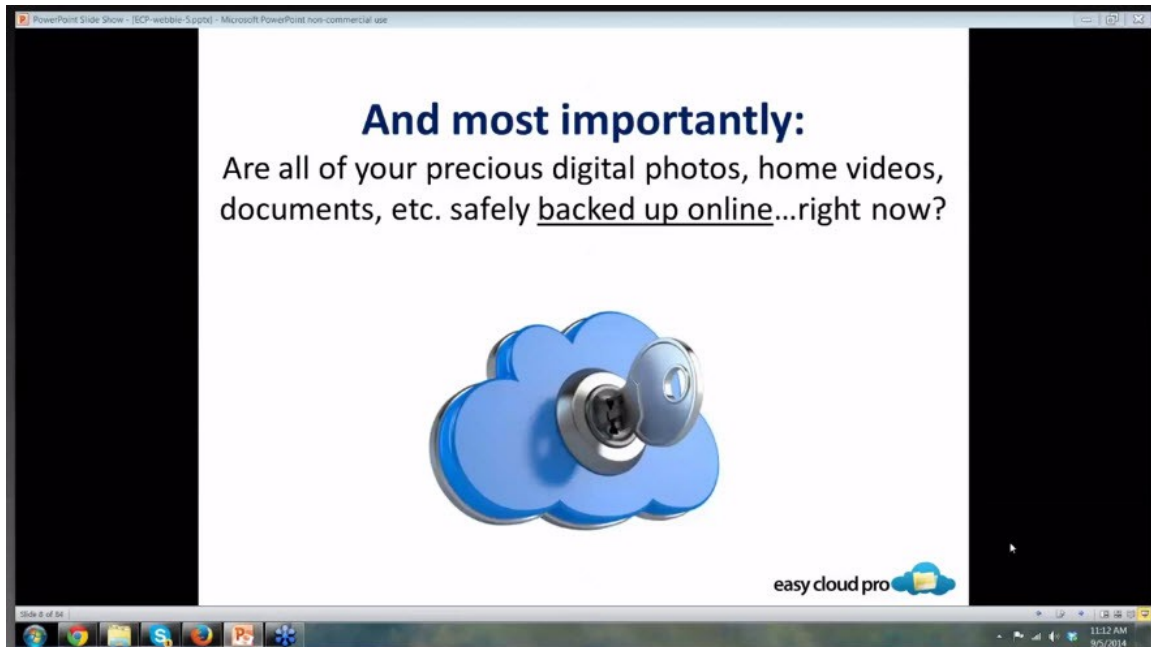 PowerPoint Slide Show - [ECP-webbie-5.pptx] - Microsoft PowerPoint non-commercial use
And most importantly:
Are all of your precious digital photos, home videos,
documents, etc. safely backed up online...right now?
easy cloud pro
Slide 8 of 84
11:12 AM
9/5/2014